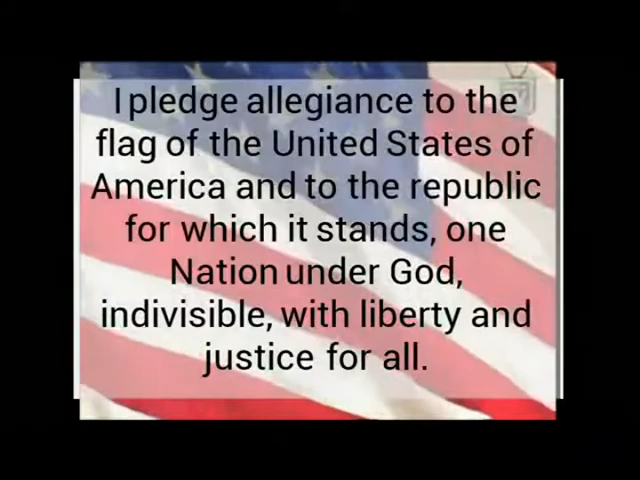 I pledge allegiance to the
flag of the United States of
America and to the republic
for which it stands, one
Nation under God,
indivisible, with liberty and
justice for all.